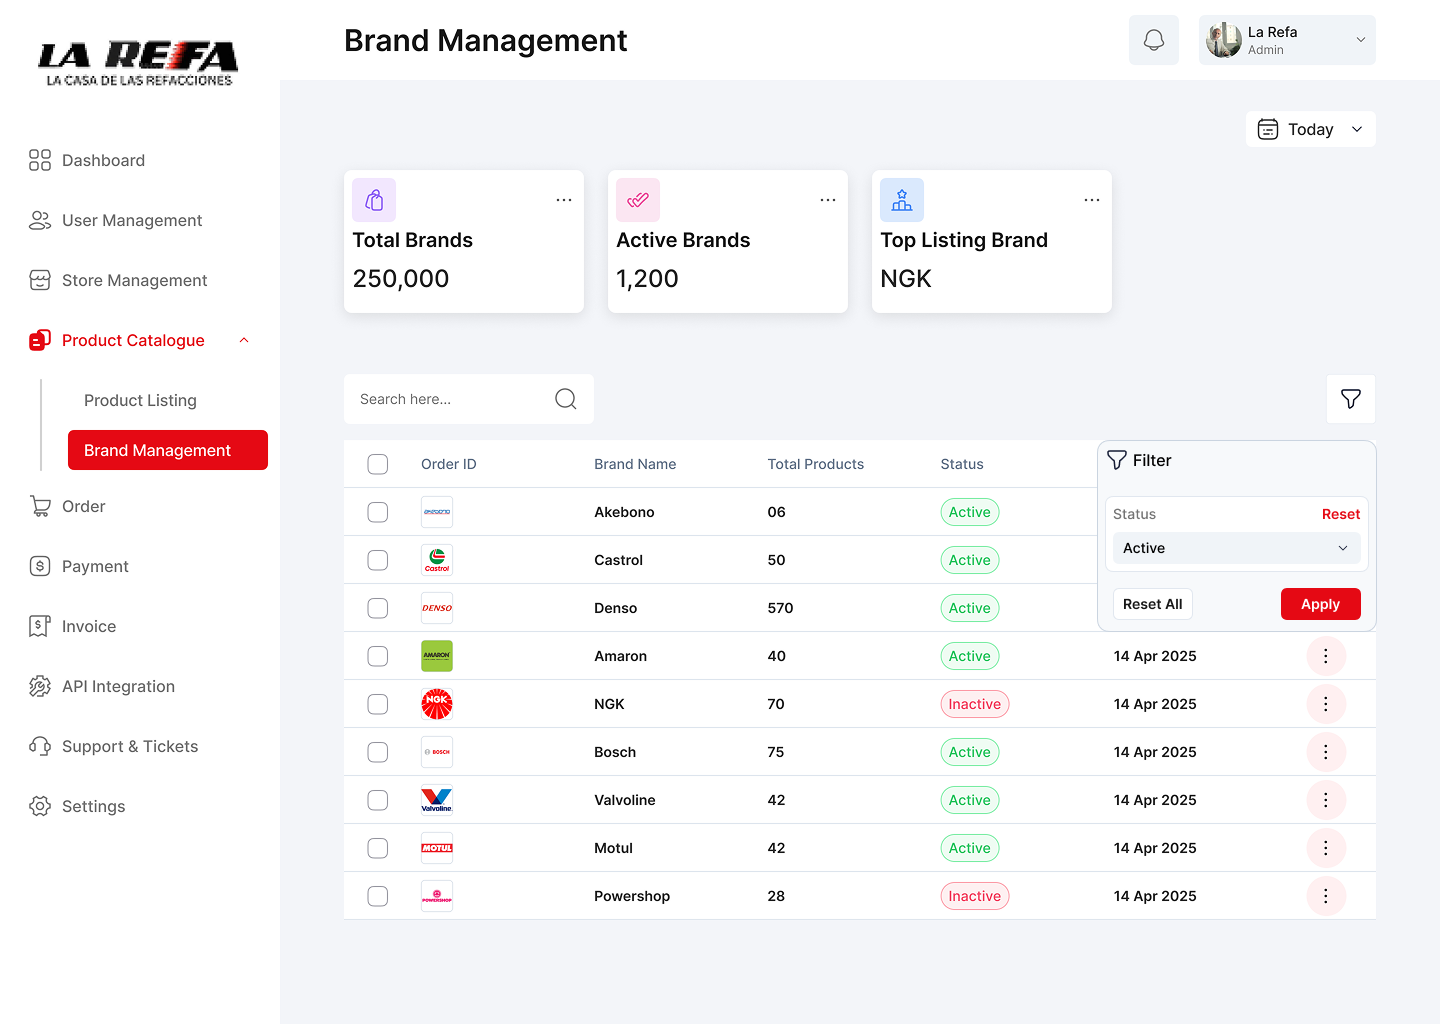 LA REFA
LA CASA DE LAS REFACCIONES
Brand Management
La Refa
Admin
Today
Dashboard
User Management
Store Management
Product Catalogue
Product Listing
Brand Management
Order
Payment
Invoice
API Integration
Support & Tickets
Settings
Total Brands
250,000
Active Brands
1,200
Top Listing Brand
NGK
Search here...
Order ID Brand Name Total Products Status
akebono Akebono 06 Active
Castrol Castrol 50 Active
DENSO Denso 570 Active
AMARON Amaron 40 Active 14 Apr 2025
NGK NGK 70 Inactive 14 Apr 2025
BOSCH Bosch 75 Active 14 Apr 2025
Valvoline Valvoline 42 Active 14 Apr 2025
MOTUL Motul 42 Active 14 Apr 2025
POWERSHOP Powershop 28 Inactive 14 Apr 2025
Filter
Status Reset
Active
Reset All Apply